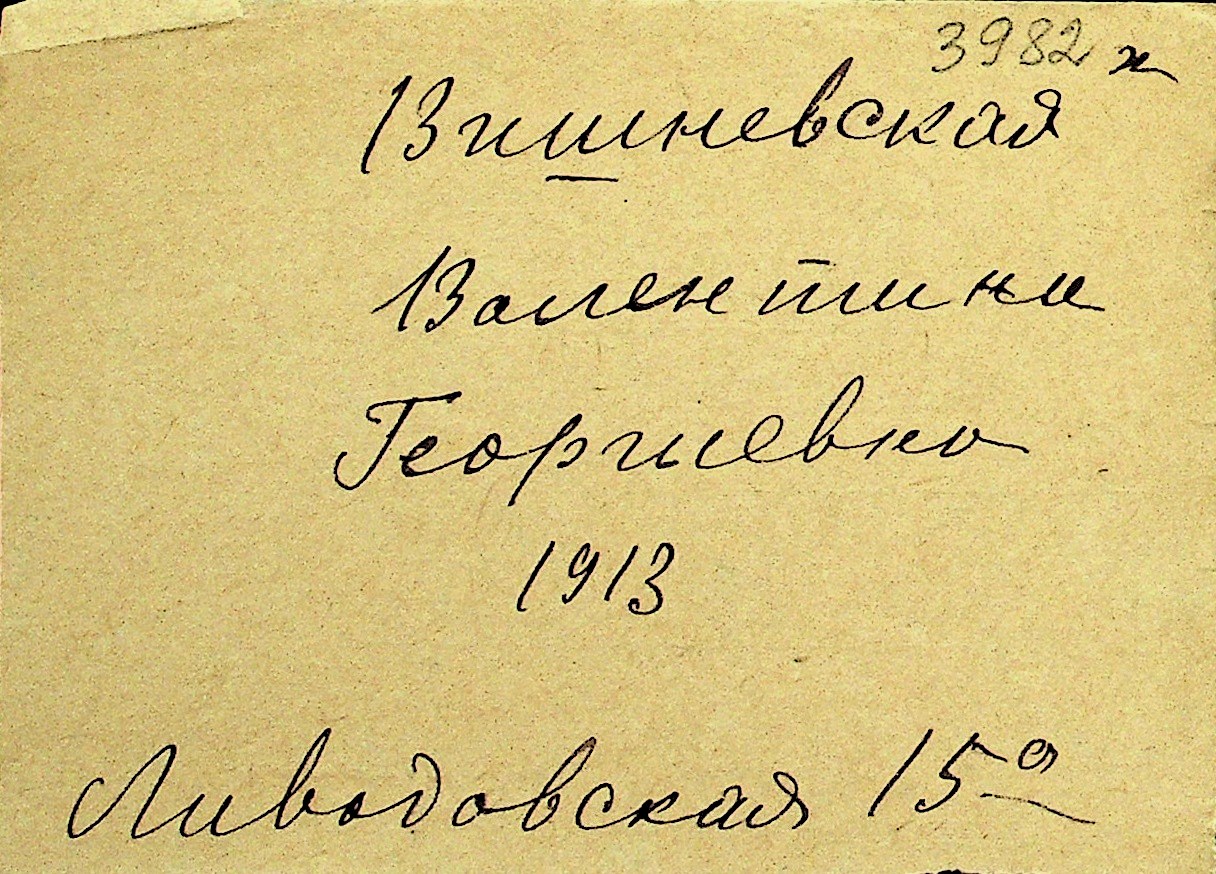 3982 ж
Вишневская
Валентина
Георгиевна
1913
Ливадовская 15а